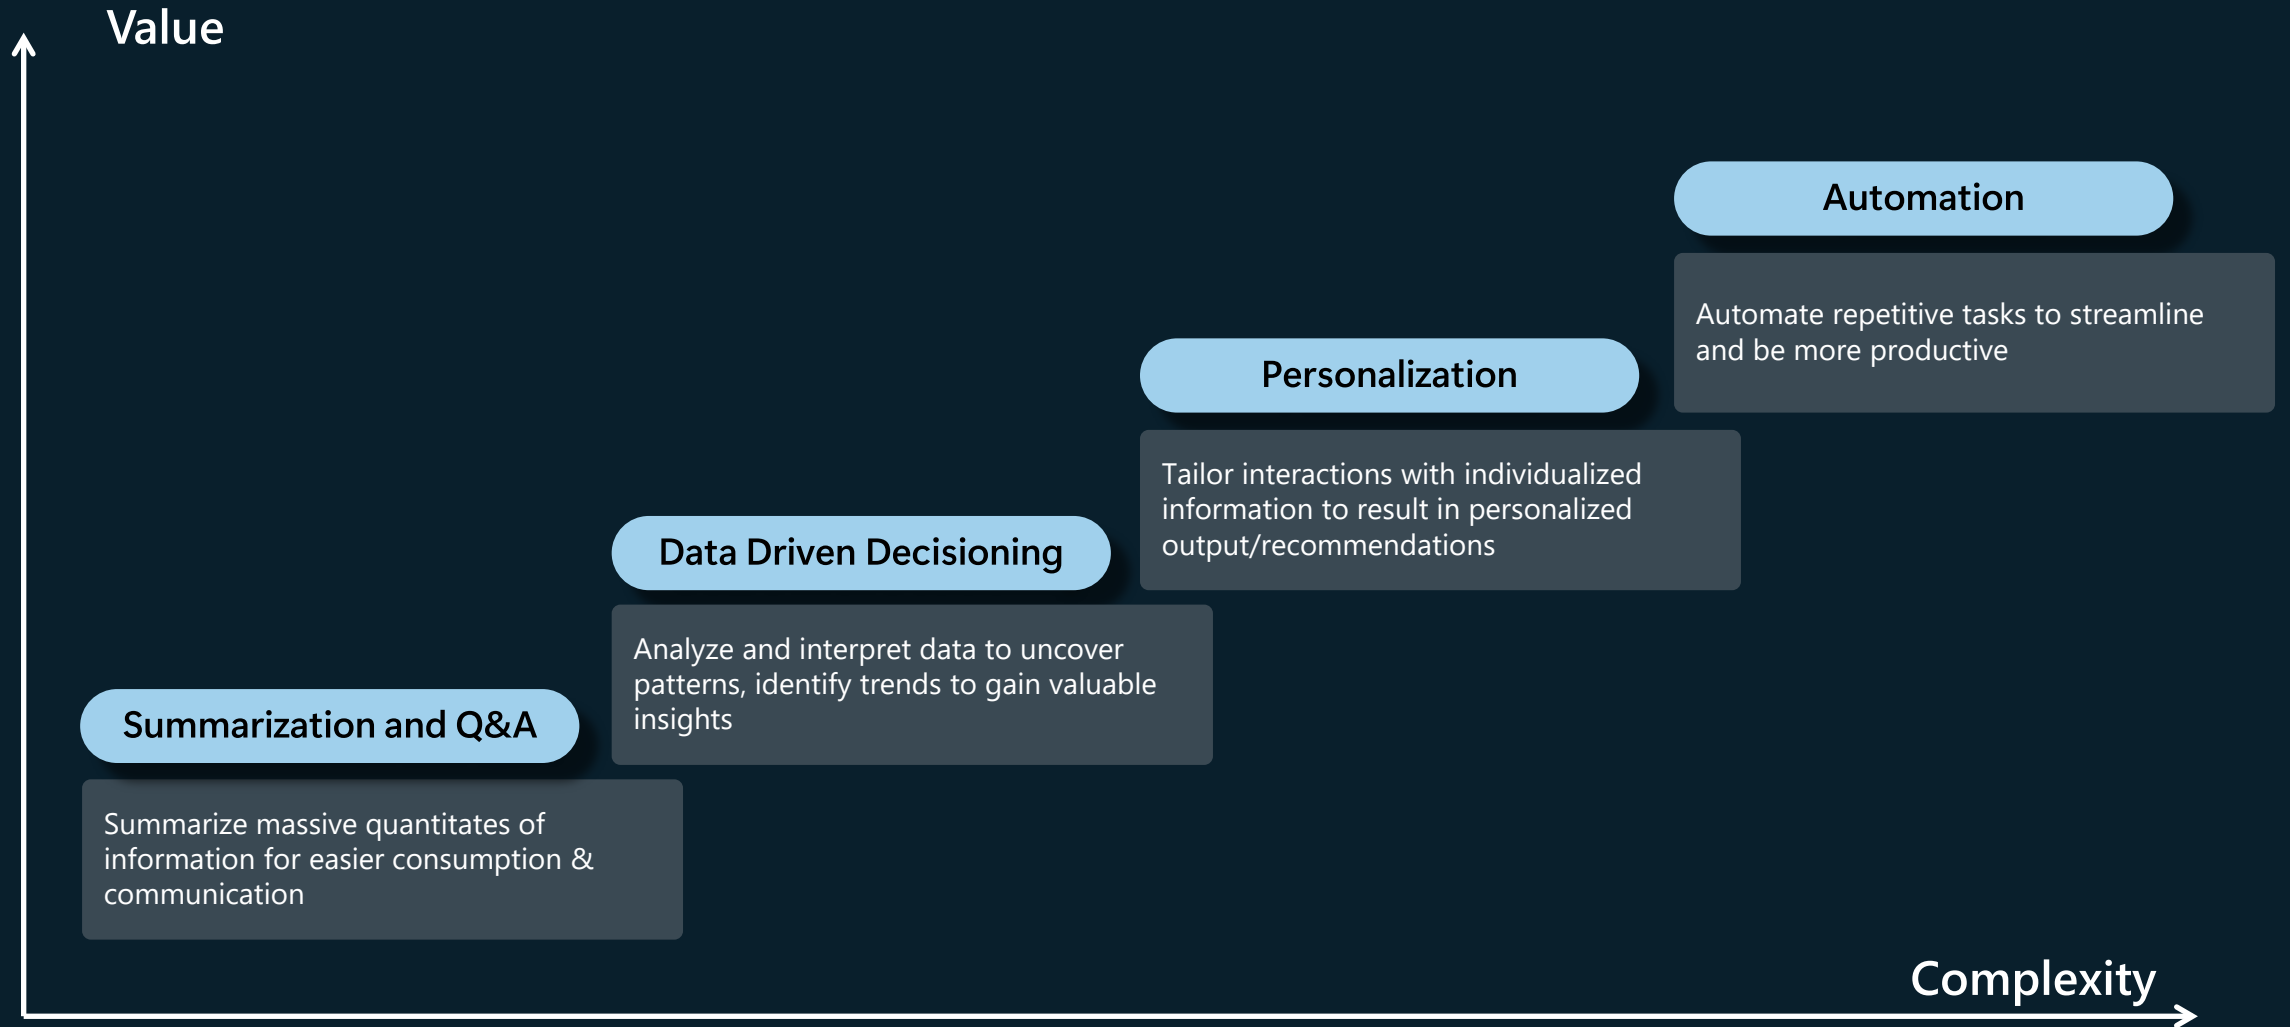 Value
Automation
Automate repetitive tasks to streamline
and be more productive
Personalization
Tailor interactions with individualized
information to result in personalized
output/recommendations
Data Driven Decisioning
Analyze and interpret data to uncover
patterns, identify trends to gain valuable
insights
Summarization and Q&A
Summarize massive quantitates of
information for easier consumption &
communication
Complexity